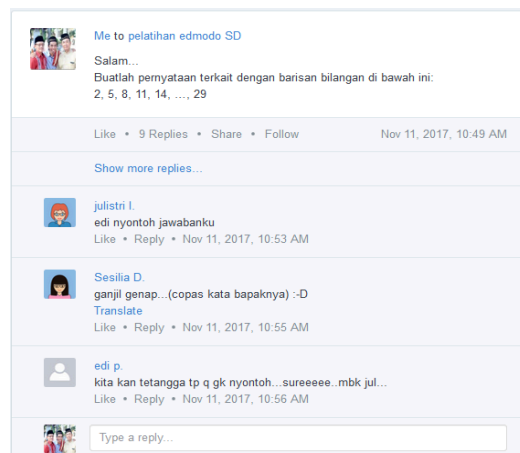 Me to pelatihan edmodo SD
Salam...
Buatlah pernyataan terkait dengan barisan bilangan di bawah ini:
2, 5, 8, 11, 14, ..., 29
Like • 9 Replies • Share • Follow Nov 11, 2017, 10:49 AM
Show more replies...
julistri l.
edi nyontoh jawabanku
Like • Reply • Nov 11, 2017, 10:53 AM
Sesilia D.
ganjil genap...(copas kata bapaknya) :-D
Translate
Like • Reply • Nov 11, 2017, 10:55 AM
edi p.
kita kan tetangga tp q gk nyontoh...sureeeee..mbk jul...
Like • Reply • Nov 11, 2017, 10:56 AM
Type a reply...